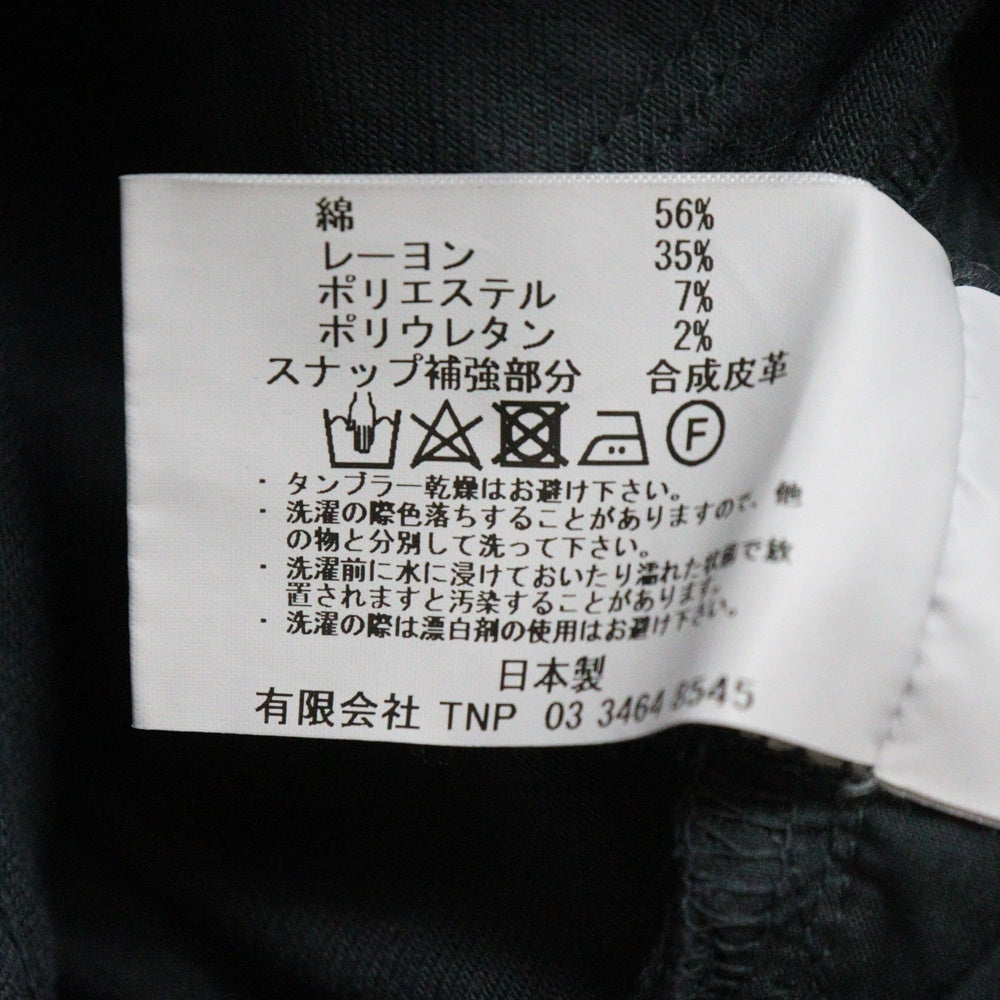 綿 56%
レーヨン 35%
ポリエステル 7%
ポリウレタン 2%
スナップ補強部分 合成皮革
F
・タンブラー乾燥はお避け下さい。
・洗濯の際色落ちすることがありますので、他
の物と分別して洗って下さい。
・洗濯前に水に浸けておいたり濡れた状態で放
置されますと汚染することがあります。
・洗濯の際は漂白剤の使用はお避け下さい。
日本製
有限会社 TNP 03 3464 8545